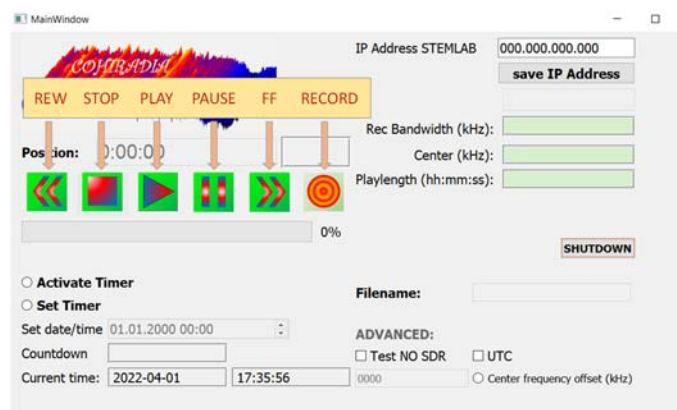 MainWindow
COHIRADIA
REW STOP PLAY PAUSE FF RECORD
Position: 0:00:00
0%
IP Address STEMLAB 000.000.000.000
save IP Address
Rec Bandwidth (kHz):
Center (kHz):
Playlength (hh:mm:ss):
SHUTDOWN
Activate Timer
Set Timer
Set date/time 01.01.2000 00:00
Countdown
Current time: 2022-04-01 17:35:56
Filename:
ADVANCED:
Test NO SDR UTC
0000 Center frequency offset (kHz)